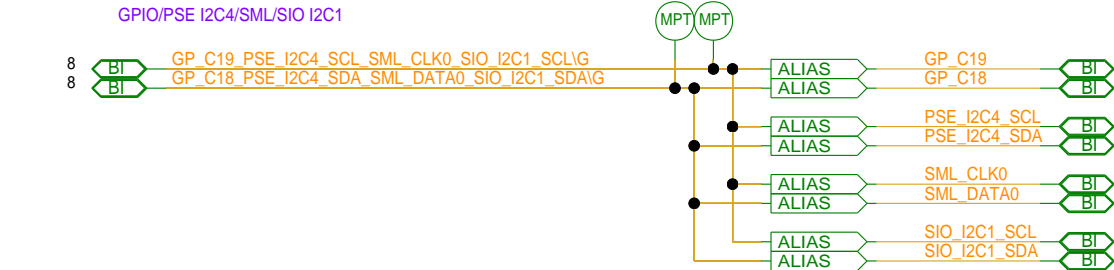 GPIO/PSE I2C4/SML/SIO I2C1
MPT MPT
8 BI GP_C19_PSE_I2C4_SCL_SML_CLK0_SIO_I2C1_SCL\G ALIAS GP_C19 BI
8 BI GP_C18_PSE_I2C4_SDA_SML_DATA0_SIO_I2C1_SDA\G ALIAS GP_C18 BI
ALIAS PSE_I2C4_SCL BI
ALIAS PSE_I2C4_SDA BI
ALIAS SML_CLK0 BI
ALIAS SML_DATA0 BI
ALIAS SIO_I2C1_SCL BI
ALIAS SIO_I2C1_SDA BI